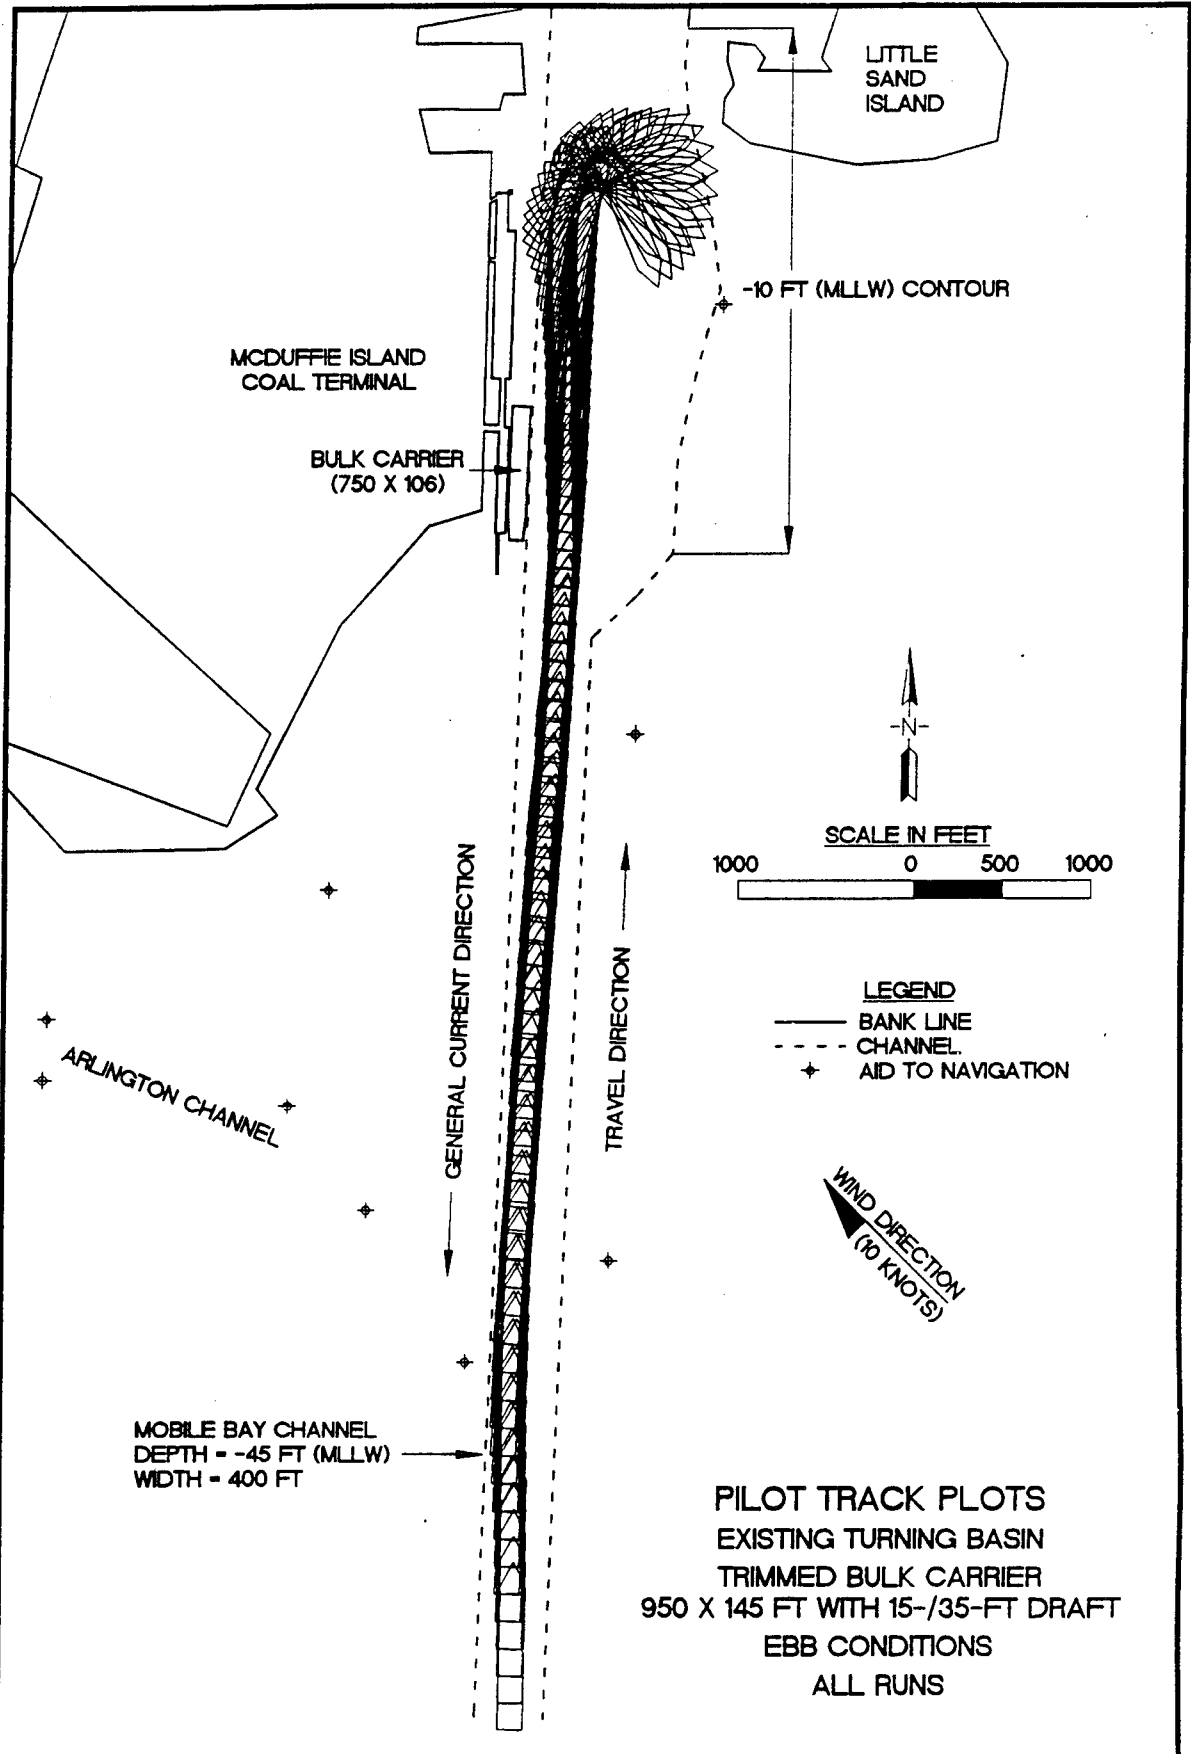 LITTLE
SAND
ISLAND
-10 FT (MLLW) CONTOUR
MCDUFFIE ISLAND
COAL TERMINAL
BULK CARRIER
(750 X 106)
-N-
SCALE IN FEET
1000 0 500 1000
GENERAL CURRENT DIRECTION
TRAVEL DIRECTION
LEGEND
BANK LINE
CHANNEL
AID TO NAVIGATION
ARLINGTON CHANNEL
WIND DIRECTION
(10 KNOTS)
MOBILE BAY CHANNEL
DEPTH = -45 FT (MLLW)
WIDTH = 400 FT
PILOT TRACK PLOTS
EXISTING TURNING BASIN
TRIMMED BULK CARRIER
950 X 145 FT WITH 15-/35-FT DRAFT
EBB CONDITIONS
ALL RUNS